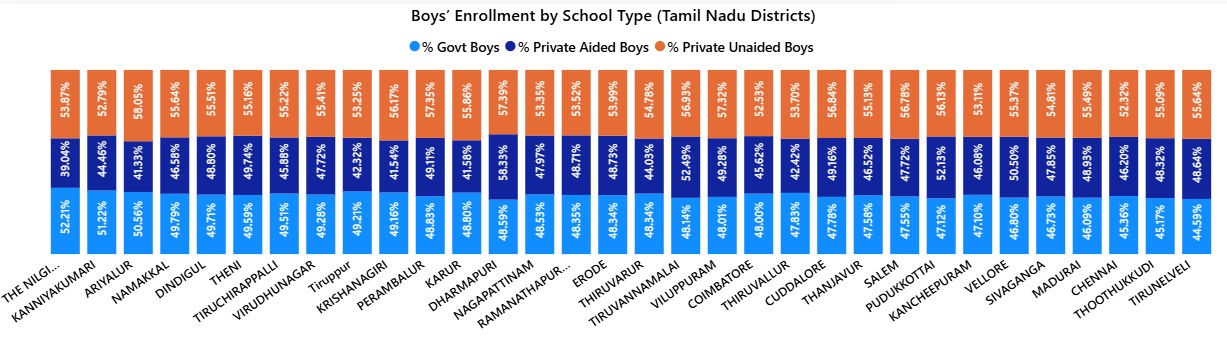 Boys' Enrollment by School Type (Tamil Nadu Districts)
% Govt Boys % Private Aided Boys % Private Unaided Boys
53.87% 52.79% 58.05% 55.64% 55.51% 55.16% 55.22% 55.41% 53.25% 56.17% 57.35% 55.86% 57.39% 53.35% 53.52% 53.99% 54.78% 56.93% 57.32% 52.53% 53.70% 56.84% 55.13% 56.78% 56.13% 53.11% 55.37% 54.81% 55.49% 52.32% 55.09% 55.64%
39.04% 44.46% 41.33% 46.58% 48.80% 49.74% 45.88% 47.72% 42.32% 41.54% 49.11% 41.58% 58.33% 47.97% 48.71% 48.73% 44.03% 52.49% 49.28% 45.62% 42.42% 49.16% 46.52% 47.72% 52.13% 46.08% 50.50% 47.85% 48.93% 46.20% 48.32% 48.64%
52.21% 51.22% 50.56% 49.79% 49.71% 49.59% 49.51% 49.28% 49.21% 49.16% 48.83% 48.80% 48.59% 48.53% 48.35% 48.34% 48.34% 48.14% 48.01% 48.00% 47.83% 47.78% 47.58% 47.55% 47.12% 47.10% 46.80% 46.73% 46.09% 45.36% 45.17% 44.59%
THE NILGI... KANNIYAKUMARI ARIYALUR NAMAKKAL DINDIGUL THENI TIRUCHIRAPPALLI VIRUDHUNAGAR Tiruppur KRISHNAGIRI PERAMBALUR KARUR DHARMAPURI NAGAPATTINAM RAMANATHAPUR... ERODE THIRUVARUR TIRUVANNAMALAI VILUPPURAM COIMBATORE THIRUVALLUR CUDDALORE THANJAVUR SALEM PUDUKKOTTAI KANCHEEPURAM VELLORE SIVAGANGA MADURAI CHENNAI THOOTHUKKUDI TIRUNELVELI